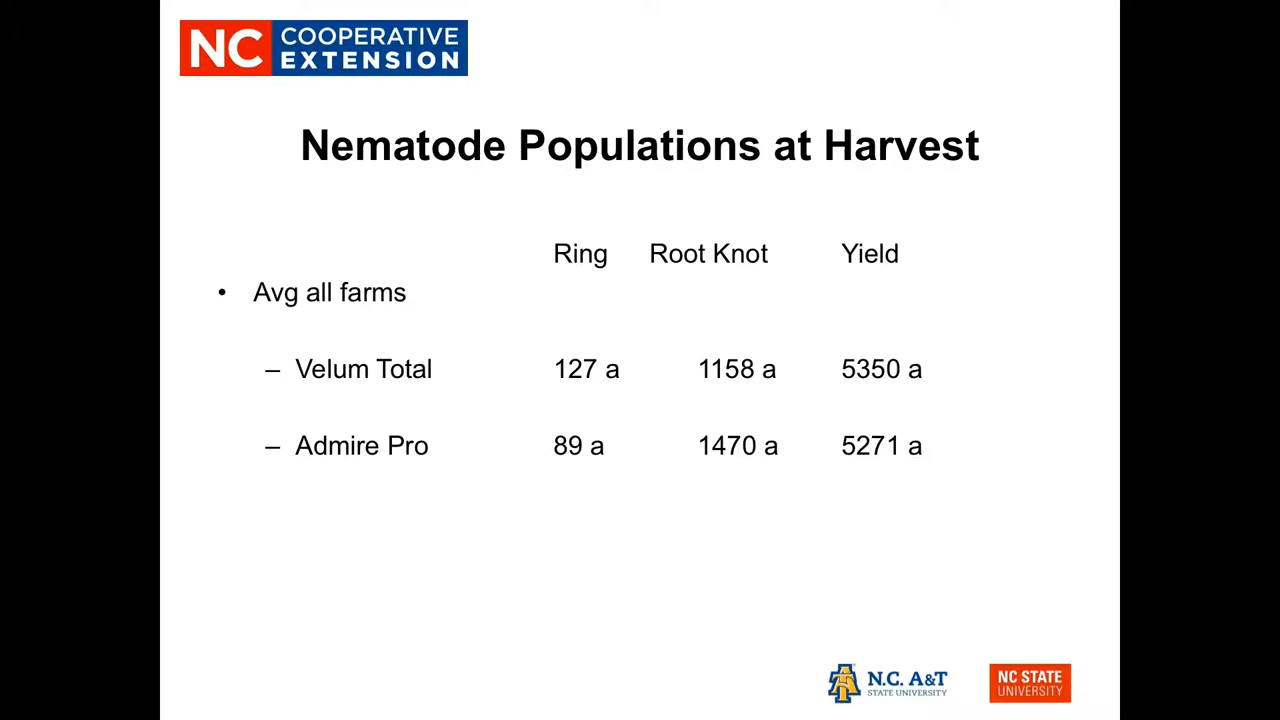 NC COOPERATIVE
EXTENSION
Nematode Populations at Harvest
Ring Root Knot Yield
• Avg all farms
– Velum Total 127 a 1158 a 5350 a
– Admire Pro 89 a 1470 a 5271 a
N.C. A&T
STATE UNIVERSITY
NC STATE
UNIVERSITY